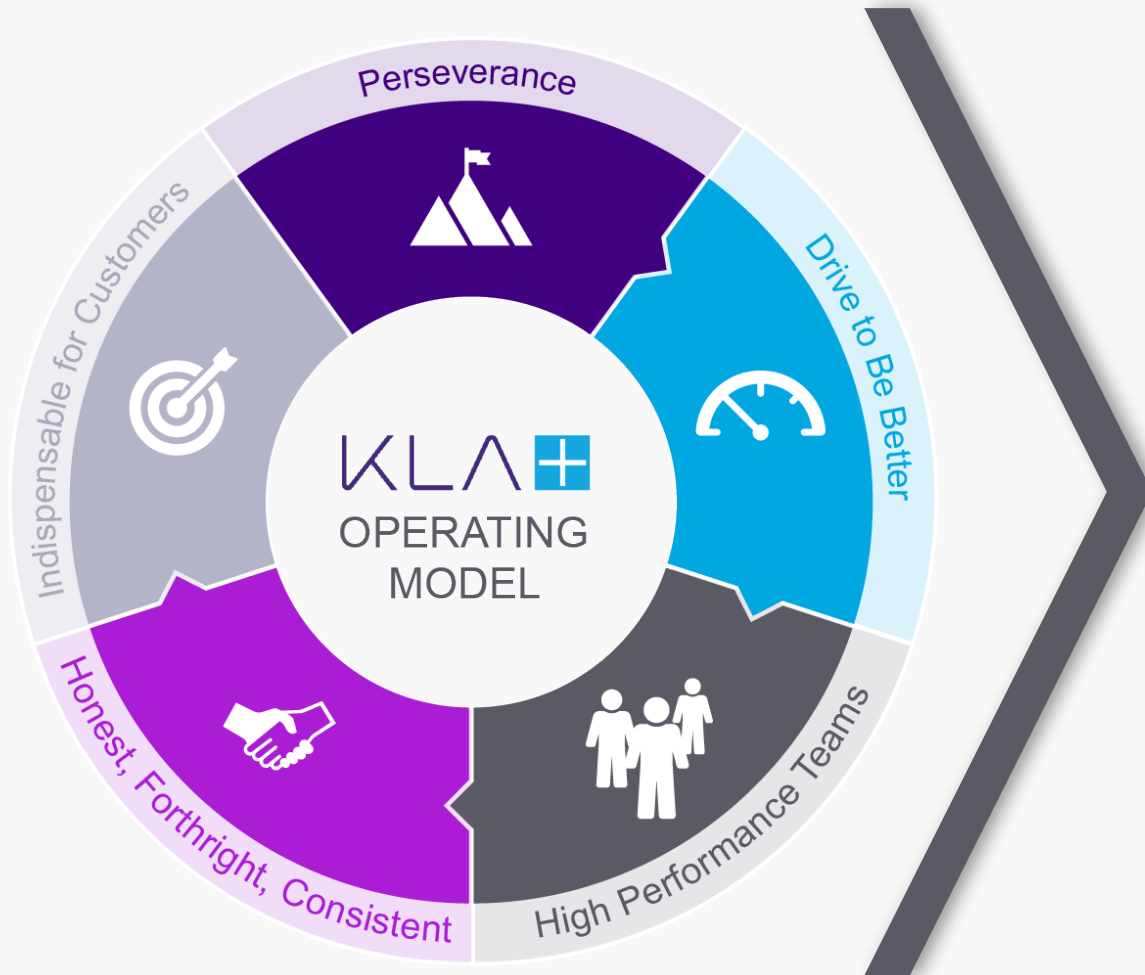 Perseverance
Drive to Be Better
High Performance Teams
Honest, Forthright, Consistent
Indispensable for Customers
KLA+
OPERATING
MODEL